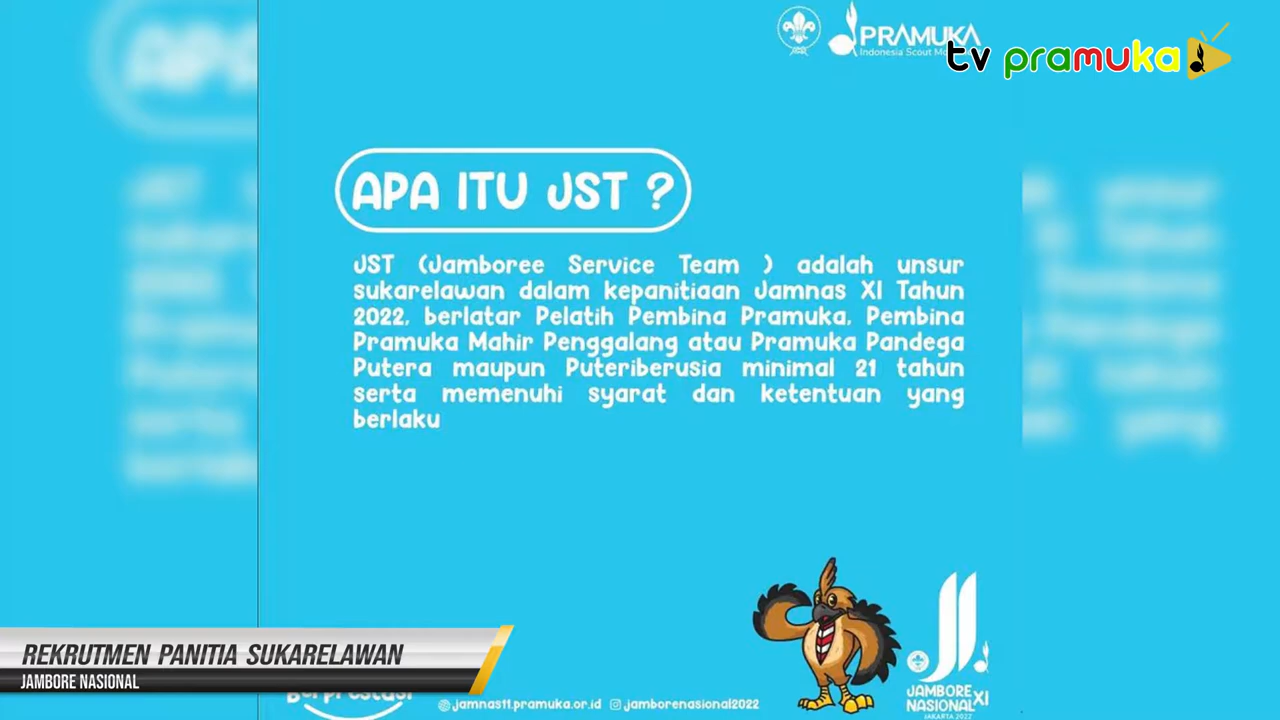 PRAMUKA
Indonesia Scout Mo
tv pramuka
APA ITU JST ?
JST (Jamboree Service Team ) adalah unsur
sukarelawan dalam kepanitiaan Jamnas XI Tahun
2022, berlatar Pelatih Pembina Pramuka, Pembina
Pramuka Mahir Penggalang atau Pramuka Pandega
Putera maupun Puteriberusia minimal 21 tahun
serta memenuhi syarat dan ketentuan yang
berlaku
REKRUTMEN PANITIA SUKARELAWAN
JAMBORE NASIONAL
jamnas11.pramuka.or.id jamborenasional2022
JAMBORE
NASIONAL XI
JAKARTA 2022